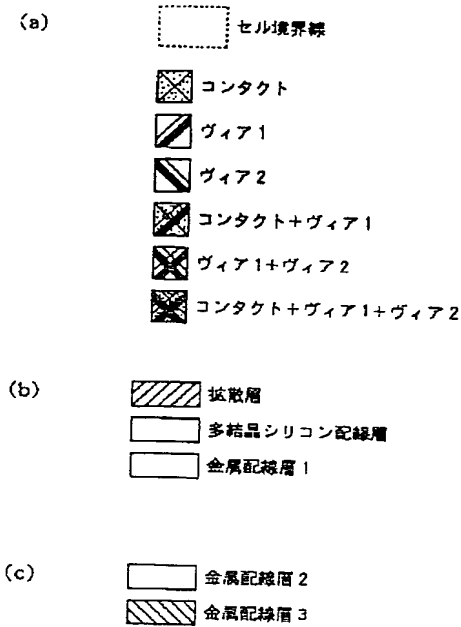 (a)
セル境界線
コンタクト
ヴィア1
ヴィア2
コンタクト+ヴィア1
ヴィア1+ヴィア2
コンタクト+ヴィア1+ヴィア2
(b)
拡散層
多結晶シリコン配線層
金属配線層1
(c)
金属配線層2
金属配線層3